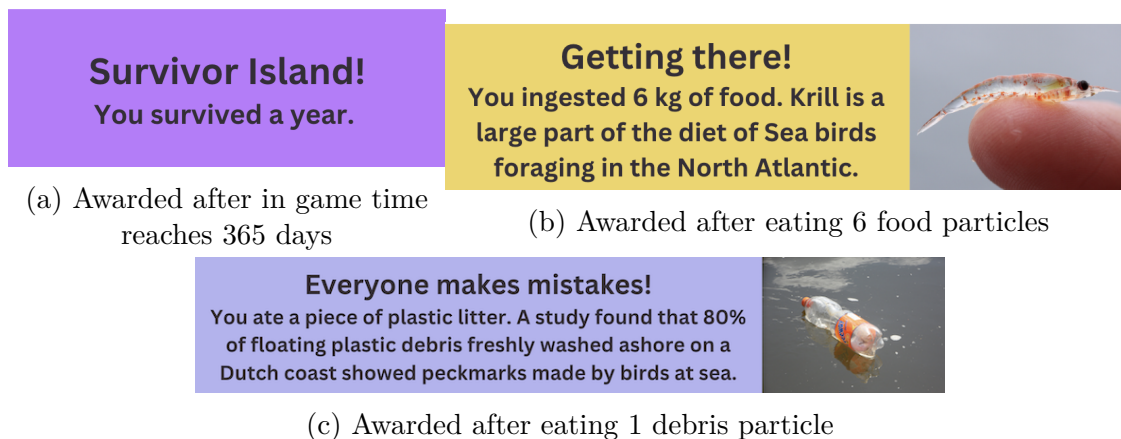 Survivor Island!
You survived a year.
(a) Awarded after in game time
reaches 365 days
Getting there!
You ingested 6 kg of food. Krill is a
large part of the diet of Sea birds
foraging in the North Atlantic.
(b) Awarded after eating 6 food particles
Everyone makes mistakes!
You ate a piece of plastic litter. A study found that 80%
of floating plastic debris freshly washed ashore on a
Dutch coast showed peckmarks made by birds at sea.
(c) Awarded after eating 1 debris particle